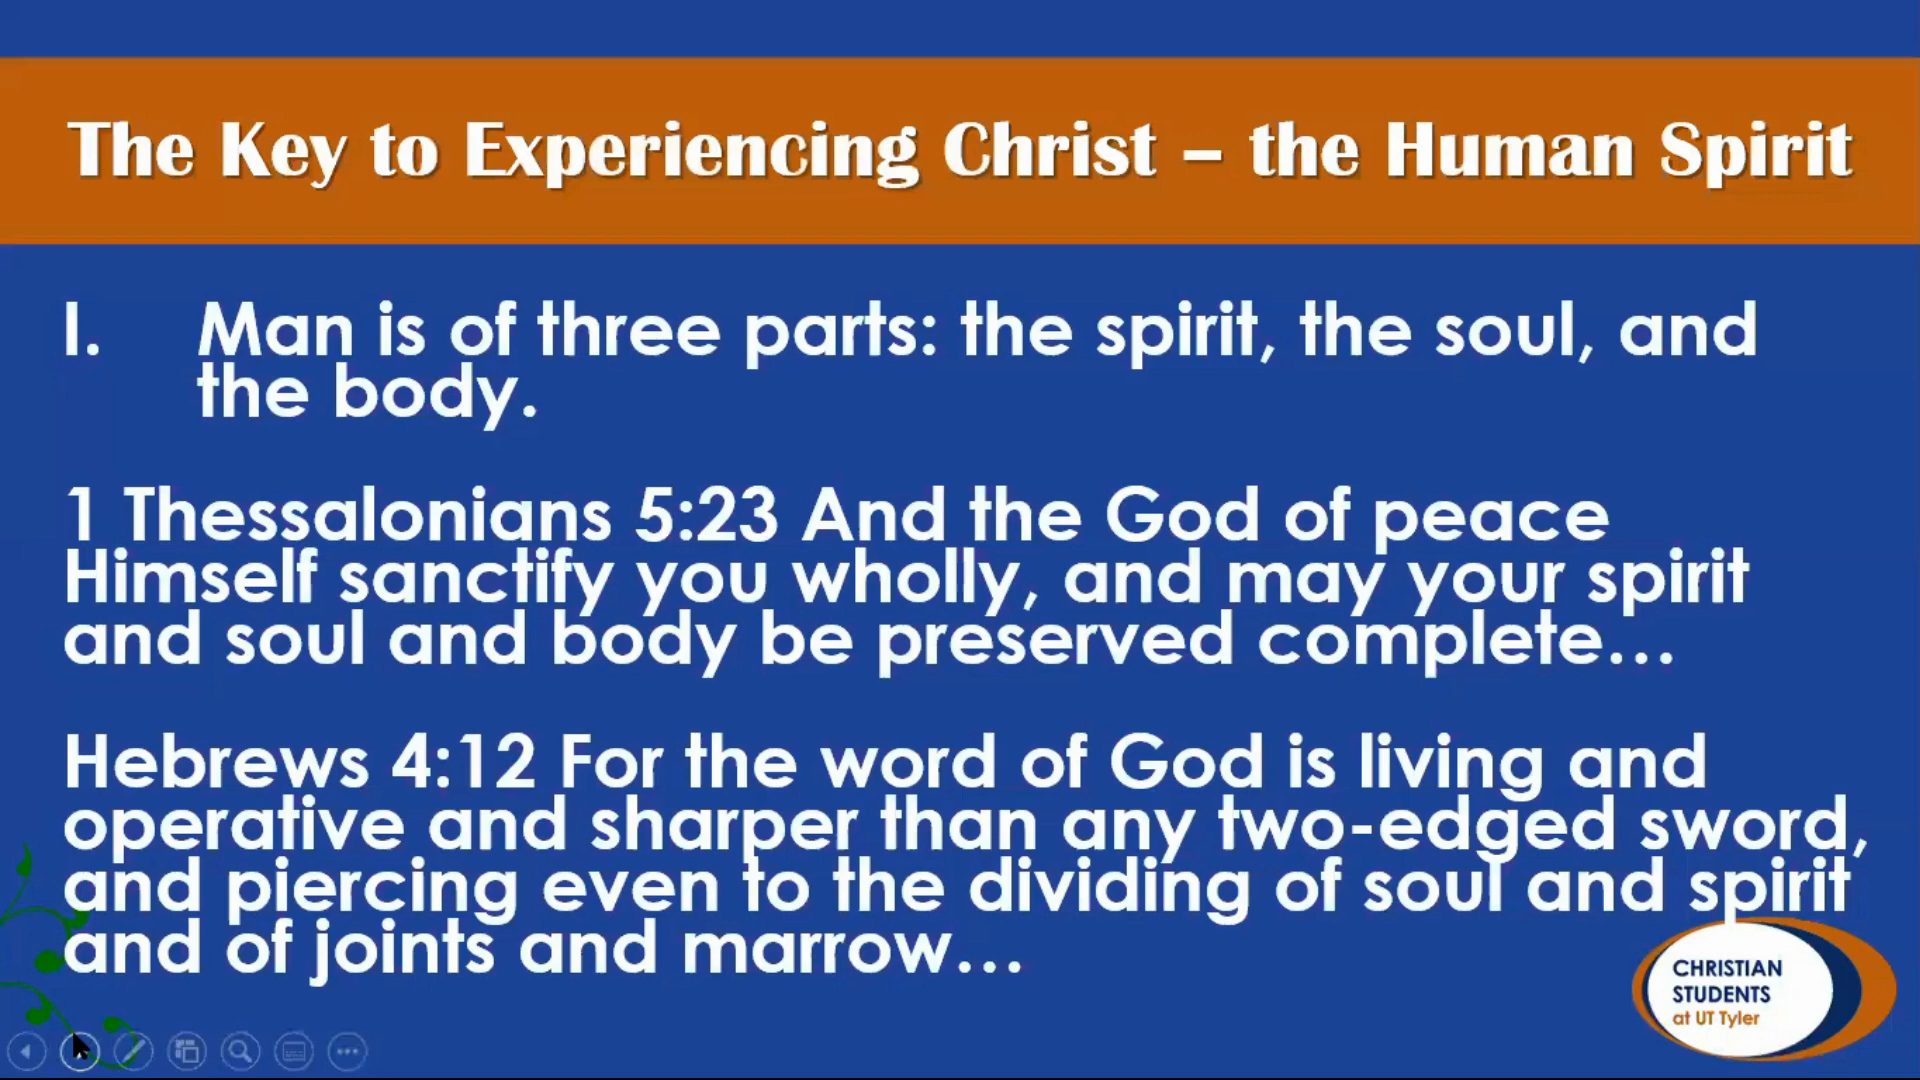 The Key to Experiencing Christ – the Human Spirit
I. Man is of three parts: the spirit, the soul, and
the body.
1 Thessalonians 5:23 And the God of peace
Himself sanctify you wholly, and may your spirit
and soul and body be preserved complete…
Hebrews 4:12 For the word of God is living and
operative and sharper than any two-edged sword,
and piercing even to the dividing of soul and spirit
and of joints and marrow…
CHRISTIAN
STUDENTS
at UT Tyler